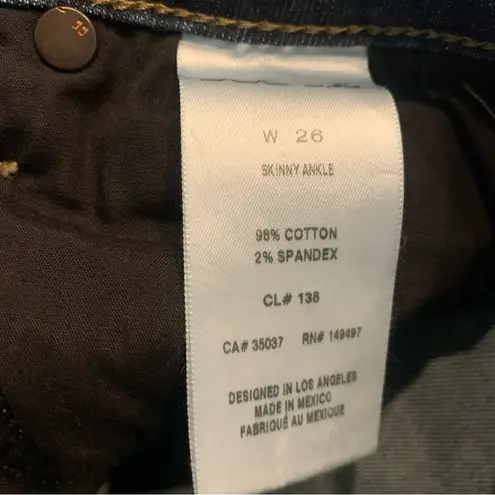 W 26
SKINNY ANKLE
98% COTTON
2% SPANDEX
CL# 138
CA# 35037 RN# 149497
DESIGNED IN LOS ANGELES
MADE IN MEXICO
FABRIQUÉ AU MEXIQUE